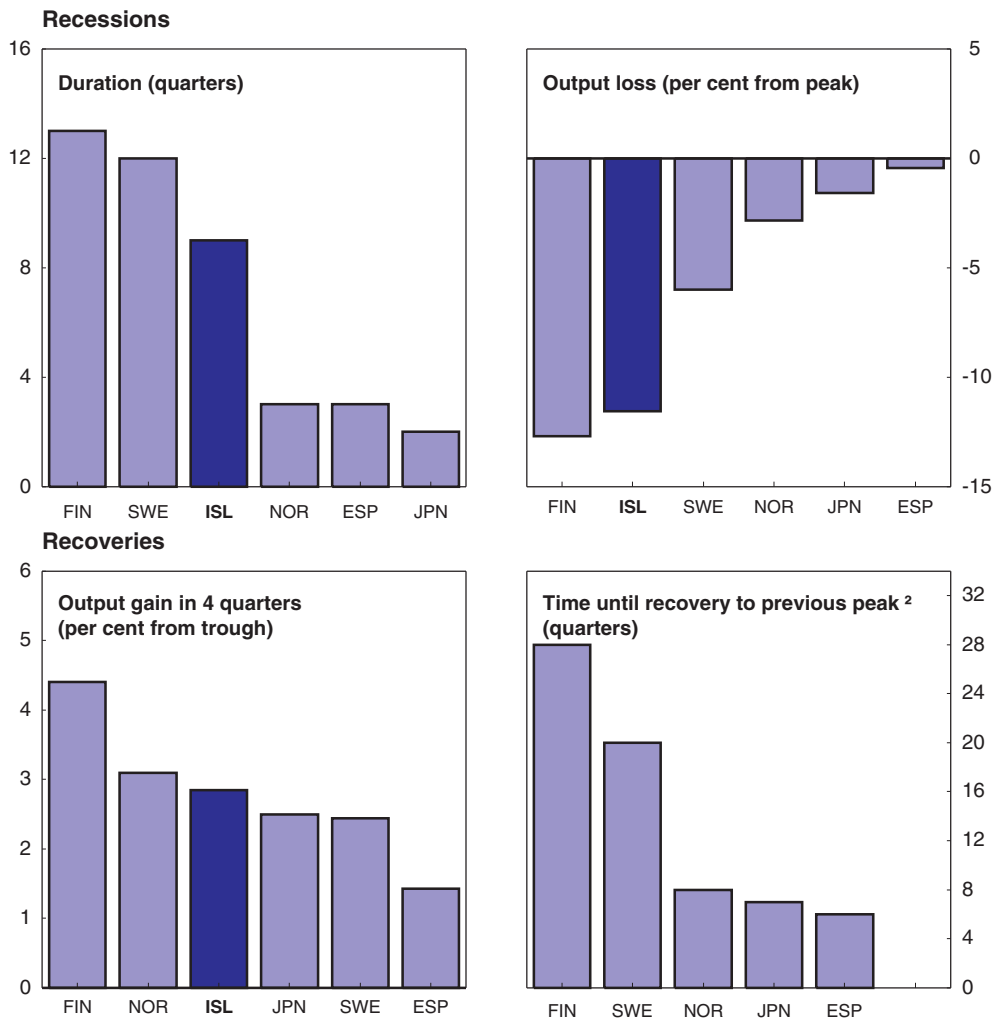 Recessions
Duration (quarters)
16
12
8
4
0
FIN SWE ISL NOR ESP JPN
Output loss (per cent from peak)
5
0
-5
-10
-15
FIN ISL SWE NOR JPN ESP
Recoveries
Output gain in 4 quarters
(per cent from trough)
6
5
4
3
2
1
0
FIN NOR ISL JPN SWE ESP
Time until recovery to previous peak ²
(quarters)
32
28
24
20
16
12
8
4
0
FIN SWE NOR JPN ESP